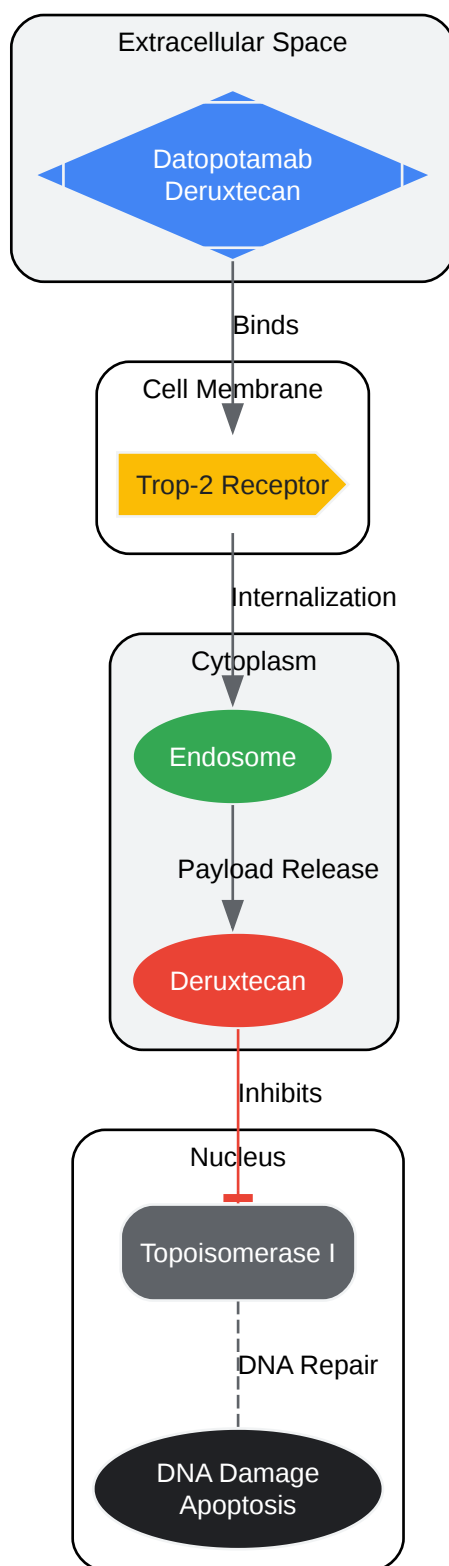 Extracellular Space
Datopotamab
Deruxtecan
Binds
Cell Membrane
Trop-2 Receptor
Internalization
Cytoplasm
Endosome
Payload Release
Deruxtecan
Inhibits
Nucleus
Topoisomerase I
DNA Repair
DNA Damage
Apoptosis